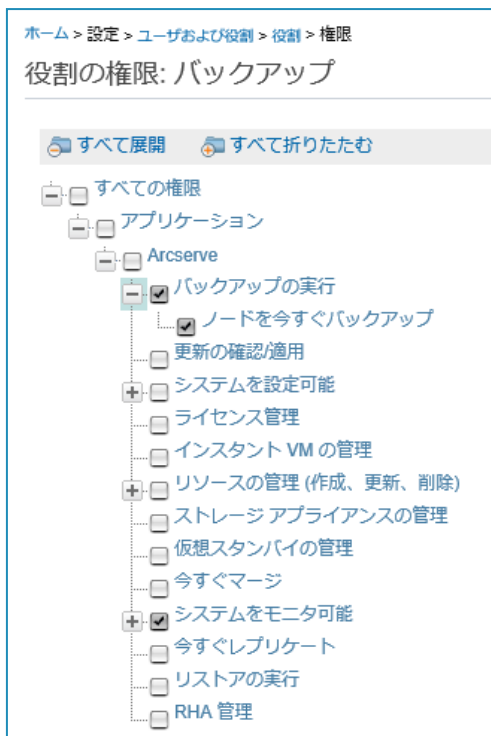 ホーム > 設定 > ユーザおよび役割 > 役割 > 権限
役割の権限: バックアップ
すべて展開 すべて折りたたむ
すべての権限
アプリケーション
Arcserve
バックアップの実行
ノードを今すぐバックアップ
更新の確認/適用
システムを設定可能
ライセンス管理
インスタント VM の管理
リソースの管理 (作成、更新、削除)
ストレージ アプライアンスの管理
仮想スタンバイの管理
今すぐマージ
システムをモニタ可能
今すぐレプリケート
リストアの実行
RHA 管理